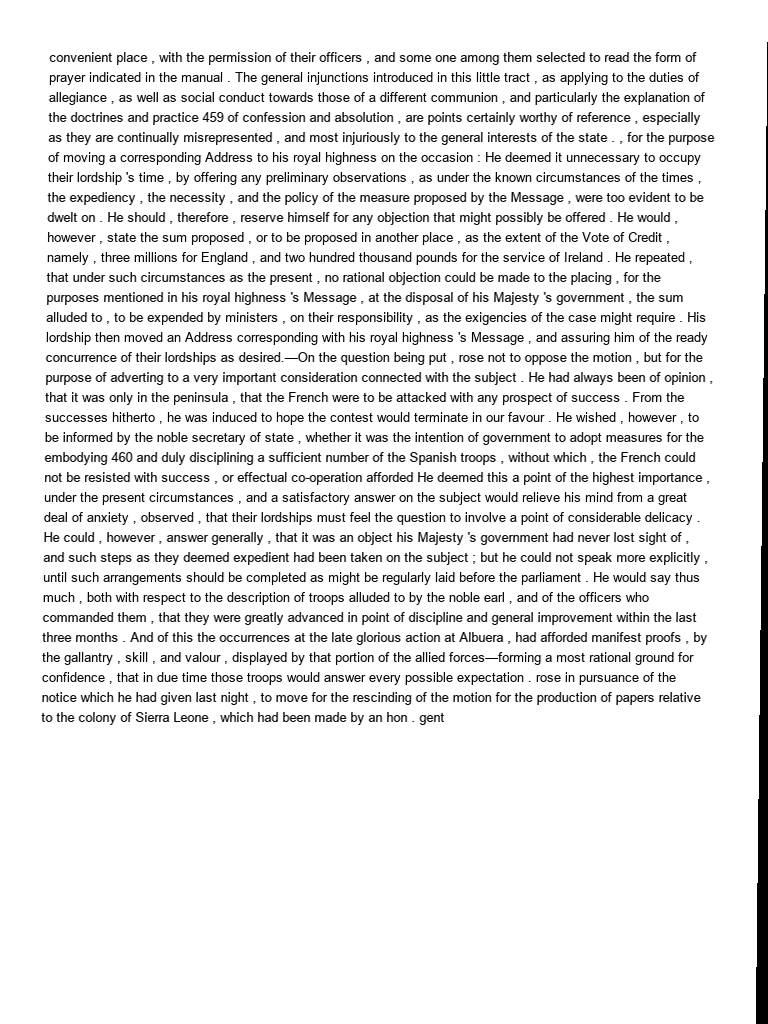 convenient place , with the permission of their officers , and some one among them selected to read the form of
prayer indicated in the manual . The general injunctions introduced in this little tract , as applying to the duties of
allegiance , as well as social conduct towards those of a different communion , and particularly the explanation of
the doctrines and practice 459 of confession and absolution , are points certainly worthy of reference , especially
as they are continually misrepresented , and most injuriously to the general interests of the state . , for the purpose
of moving a corresponding Address to his royal highness on the occasion : He deemed it unnecessary to occupy
their lordship 's time , by offering any preliminary observations , as under the known circumstances of the times ,
the expediency , the necessity , and the policy of the measure proposed by the Message , were too evident to be
dwelt on . He should , therefore , reserve himself for any objection that might possibly be offered . He would ,
however , state the sum proposed , or to be proposed in another place , as the extent of the Vote of Credit ,
namely , three millions for England , and two hundred thousand pounds for the service of Ireland . He repeated ,
that under such circumstances as the present , no rational objection could be made to the placing , for the
purposes mentioned in his royal highness 's Message , at the disposal of his Majesty 's government , the sum
alluded to , to be expended by ministers , on their responsibility , as the exigencies of the case might require . His
lordship then moved an Address corresponding with his royal highness 's Message , and assuring him of the ready
concurrence of their lordships as desired.—On the question being put , rose not to oppose the motion , but for the
purpose of adverting to a very important consideration connected with the subject . He had always been of opinion ,
that it was only in the peninsula , that the French were to be attacked with any prospect of success . From the
successes hitherto , he was induced to hope the contest would terminate in our favour . He wished , however , to
be informed by the noble secretary of state , whether it was the intention of government to adopt measures for the
embodying 460 and duly disciplining a sufficient number of the Spanish troops , without which , the French could
not be resisted with success , or effectual co-operation afforded He deemed this a point of the highest importance ,
under the present circumstances , and a satisfactory answer on the subject would relieve his mind from a great
deal of anxiety , observed , that their lordships must feel the question to involve a point of considerable delicacy .
He could , however , answer generally , that it was an object his Majesty 's government had never lost sight of ,
and such steps as they deemed expedient had been taken on the subject ; but he could not speak more explicitly ,
until such arrangements should be completed as might be regularly laid before the parliament . He would say thus
much , both with respect to the description of troops alluded to by the noble earl , and of the officers who
commanded them , that they were greatly advanced in point of discipline and general improvement within the last
three months . And of this the occurrences at the late glorious action at Albuera , had afforded manifest proofs , by
the gallantry , skill , and valour , displayed by that portion of the allied forces—forming a most rational ground for
confidence , that in due time those troops would answer every possible expectation . rose in pursuance of the
notice which he had given last night , to move for the rescinding of the motion for the production of papers relative
to the colony of Sierra Leone , which had been made by an hon . gent